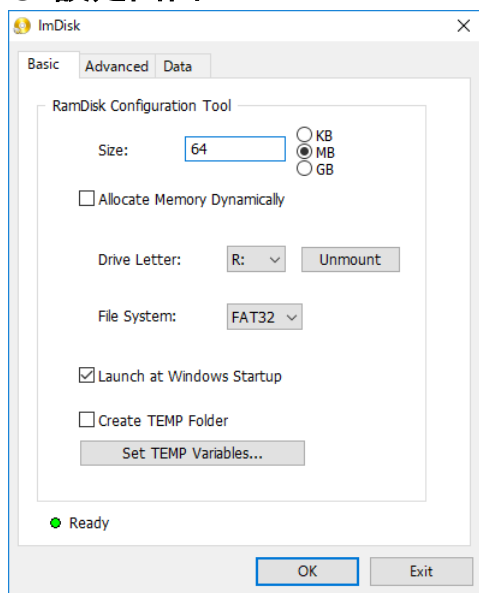 ImDisk
Basic Advanced Data
RamDisk Configuration Tool
Size: 64
KB
MB
GB
Allocate Memory Dynamically
Drive Letter: R: Unmount
File System: FAT32
Launch at Windows Startup
Create TEMP Folder
Set TEMP Variables...
Ready
OK Exit